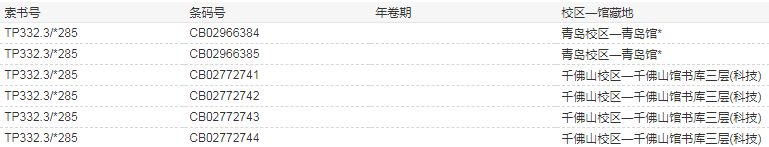 索书号 条码号 年卷期 校区—馆藏地
TP332.3/*285 CB02966384 青岛校区—青岛馆*
TP332.3/*285 CB02966385 青岛校区—青岛馆*
TP332.3/*285 CB02772741 千佛山校区—千佛山馆书库三层(科技)
TP332.3/*285 CB02772742 千佛山校区—千佛山馆书库三层(科技)
TP332.3/*285 CB02772743 千佛山校区—千佛山馆书库三层(科技)
TP332.3/*285 CB02772744 千佛山校区—千佛山馆书库三层(科技)